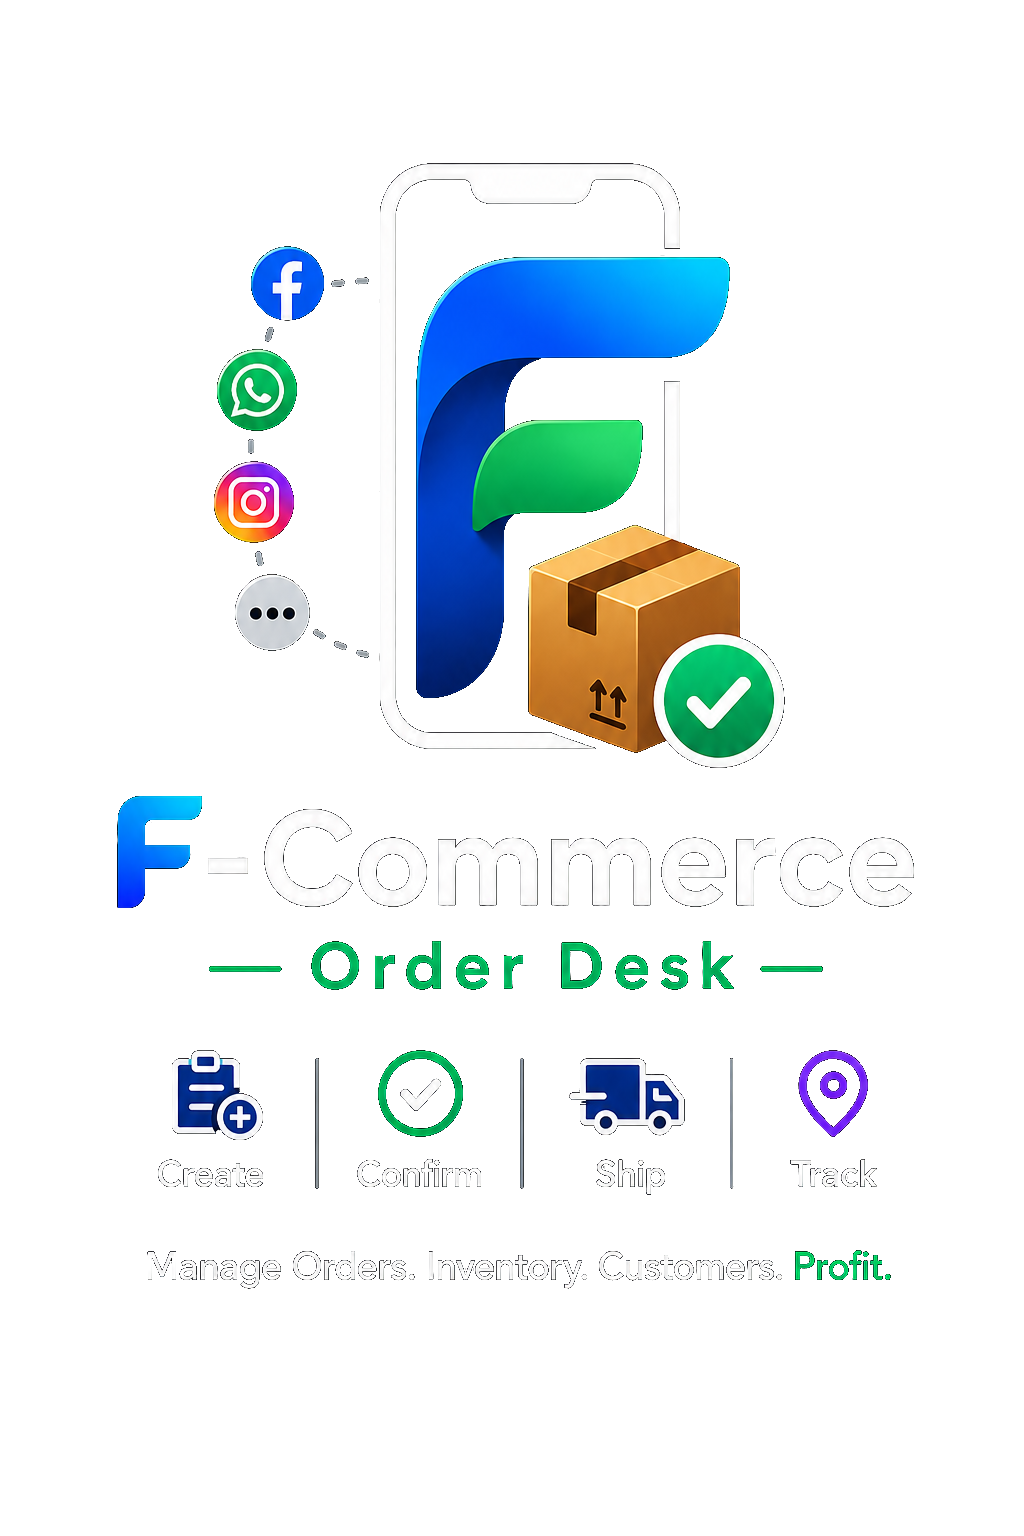 F-Commerce
Order Desk
Create Confirm Ship Track
Manage Orders. Inventory. Customers. Profit.